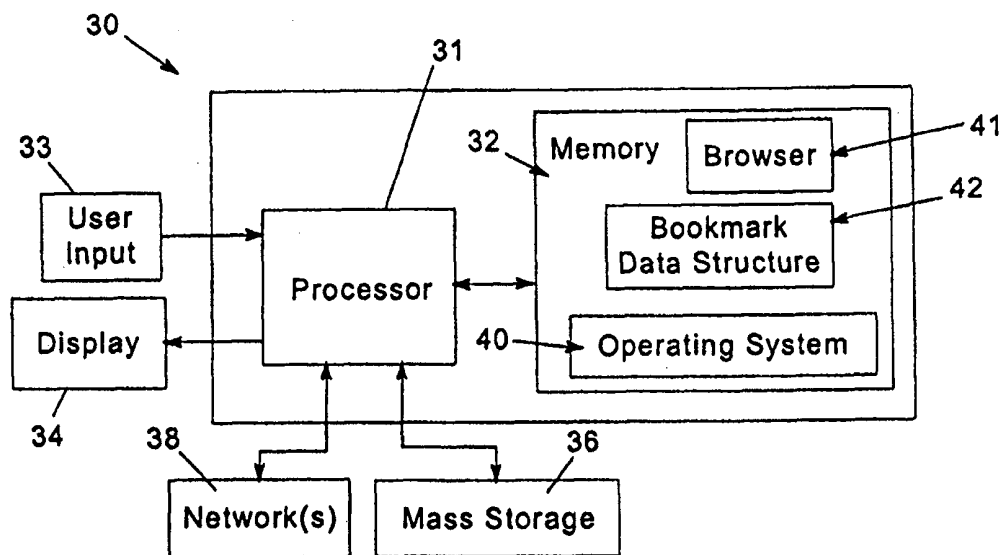 30
31
33
User
Input
32
Memory
Browser
41
42
Bookmark
Data Structure
Processor
Display
40
Operating System
34
38
36
Network(s)
Mass Storage